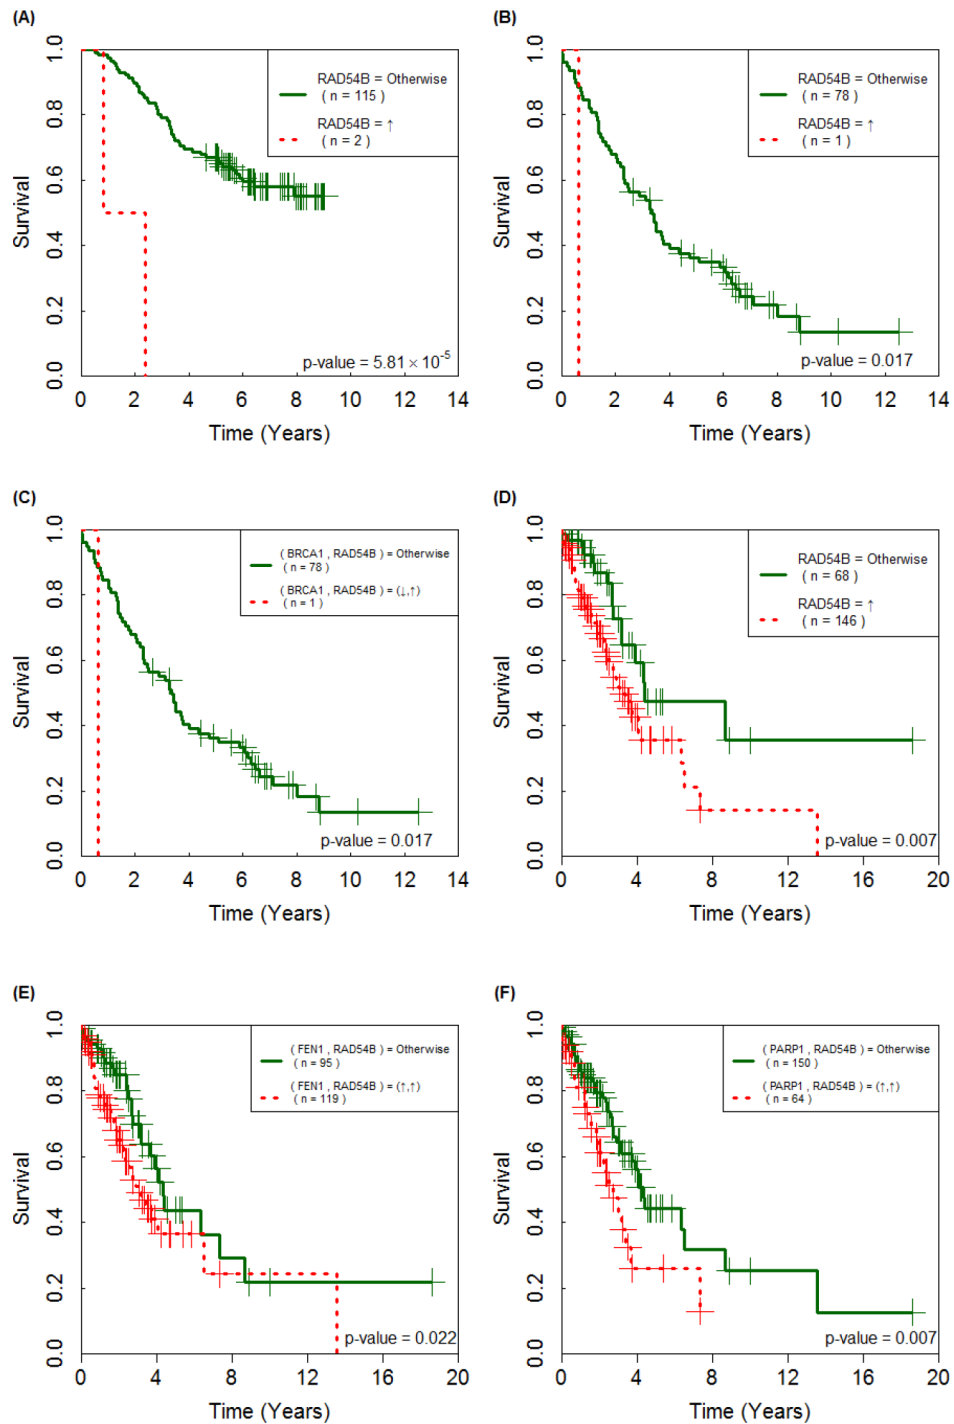 (A)
RAD54B = Otherwise
( n = 115 )
RAD54B = ↑
( n = 2 )
Survival
0.0 0.2 0.4 0.6 0.8 1.0
p-value = 5.81 × 10-5
0 2 4 6 8 10 12 14
Time (Years)
(B)
RAD54B = Otherwise
( n = 78 )
RAD54B = ↑
( n = 1 )
Survival
0.0 0.2 0.4 0.6 0.8 1.0
p-value = 0.017
0 2 4 6 8 10 12 14
Time (Years)
(C)
( BRCA1 , RAD54B ) = Otherwise
( n = 78 )
( BRCA1 , RAD54B ) = (↓,↑)
( n = 1 )
Survival
0.0 0.2 0.4 0.6 0.8 1.0
p-value = 0.017
0 2 4 6 8 10 12 14
Time (Years)
(D)
RAD54B = Otherwise
( n = 68 )
RAD54B = ↑
( n = 146 )
Survival
0.0 0.2 0.4 0.6 0.8 1.0
p-value = 0.007
0 4 8 12 16 20
Time (Years)
(E)
( FEN1 , RAD54B ) = Otherwise
( n = 95 )
( FEN1 , RAD54B ) = (↑,↑)
( n = 119 )
Survival
0.0 0.2 0.4 0.6 0.8 1.0
p-value = 0.022
0 4 8 12 16 20
Time (Years)
(F)
( PARP1 , RAD54B ) = Otherwise
( n = 150 )
( PARP1 , RAD54B ) = (↑,↑)
( n = 64 )
Survival
0.0 0.2 0.4 0.6 0.8 1.0
p-value = 0.007
0 4 8 12 16 20
Time (Years)